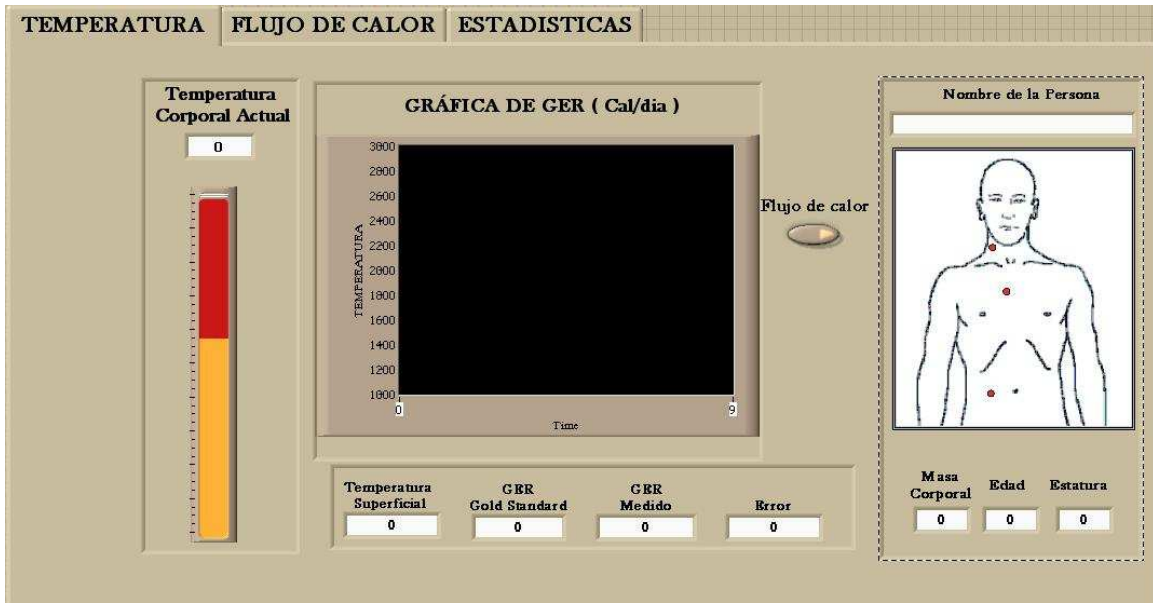 TEMPERATURA
FLUJO DE CALOR
ESTADISTICAS
Temperatura
Corporal Actual
0
GRÁFICA DE GER ( Cal/dia )
TEMPERATURA
3000
2800
2600
2400
2200
2000
1800
1600
1400
1200
1000
0
9
Time
Flujo de calor
Nombre de la Persona
Temperatura
Superficial
0
GER
Gold Standard
0
GER
Medido
0
Error
0
Masa
Corporal
0
Edad
0
Estatura
0